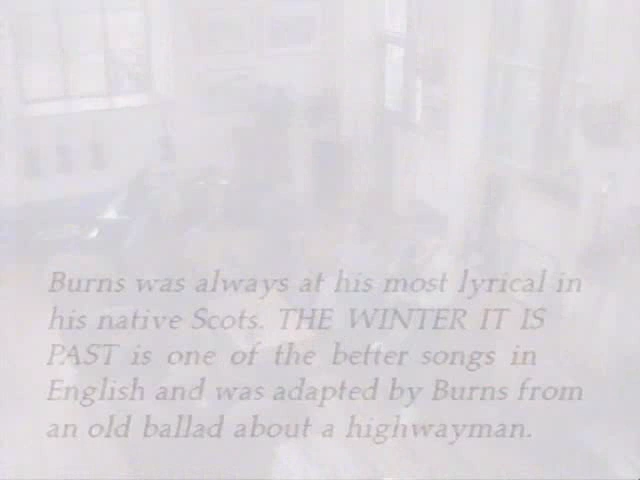 Burns was always at his most lyrical in
his native Scots. THE WINTER IT IS
PAST is one of the better songs in
English and was adapted by Burns from
an old ballad about a highwayman.